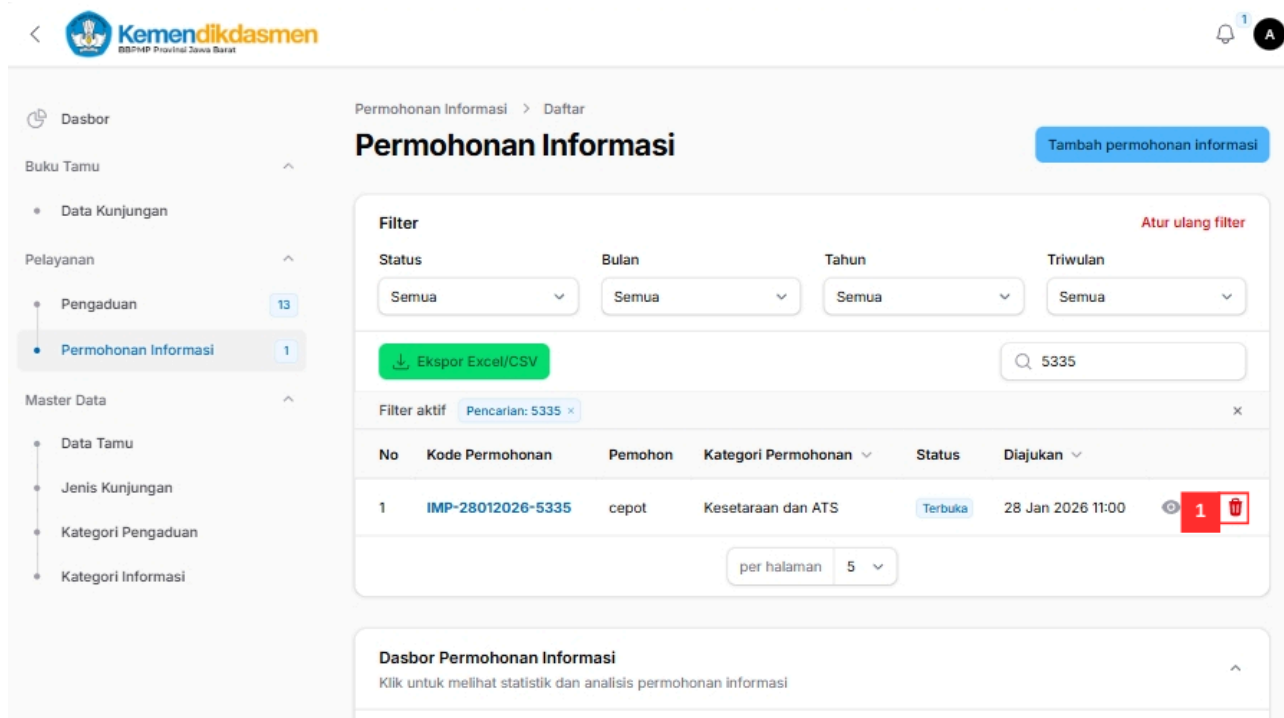 Kemendikdasmen
BBPMP Provinsi Jawa Barat
1
A
Dasbor
Buku Tamu
Data Kunjungan
Pelayanan
Pengaduan 13
Permohonan Informasi 1
Master Data
Data Tamu
Jenis Kunjungan
Kategori Pengaduan
Kategori Informasi
Permohonan Informasi > Daftar
Permohonan Informasi
Tambah permohonan informasi
Filter
Atur ulang filter
Status Bulan Tahun Triwulan
Semua Semua Semua Semua
Ekspor Excel/CSV
5335
Filter aktif Pencarian: 5335 ×
×
No Kode Permohonan Pemohon Kategori Permohonan Status Diajukan
1 IMP-28012026-5335 cepot Kesetaraan dan ATS Terbuka 28 Jan 2026 11:00 1
per halaman 5
Dasbor Permohonan Informasi
Klik untuk melihat statistik dan analisis permohonan informasi